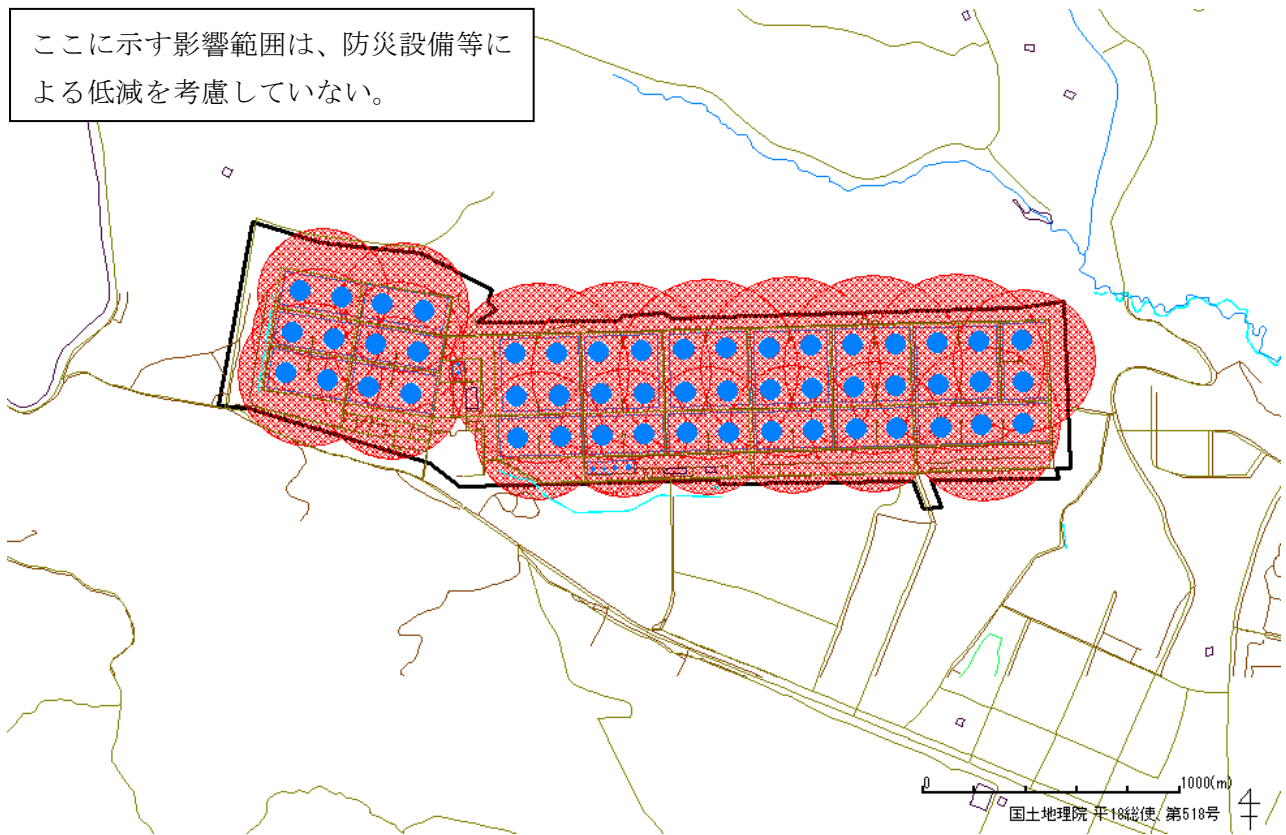 ここに示す影響範囲は、防災設備等に
よる低減を考慮していない。
0 1000(m)
国土地理院 平18総使、第518号